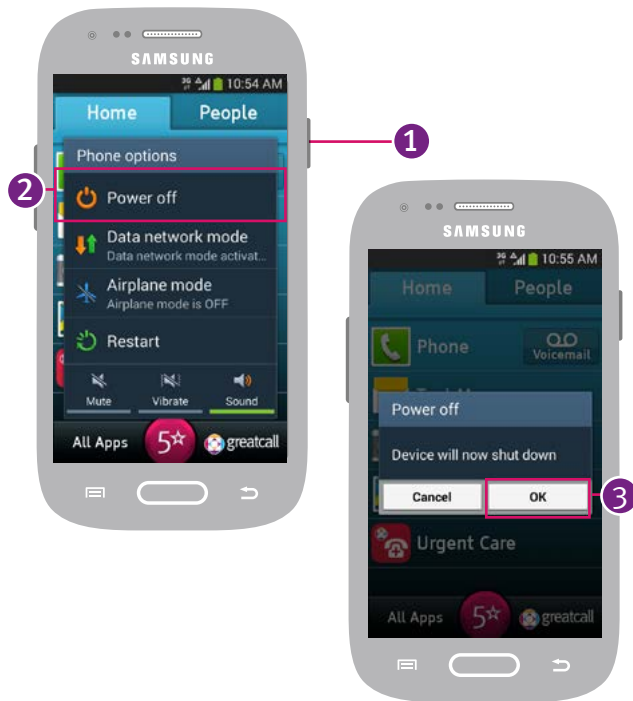 SAMSUNG
3G 10:54 AM
Home People
Phone options
Power off
Data network mode
Data network mode activat...
Airplane mode
Airplane mode is OFF
Restart
Mute Vibrate Sound
All Apps 5☆ greatcall
1
2
SAMSUNG
3G 10:55 AM
Home People
Phone Voicemail
Power off
Device will now shut down
Cancel OK
3
Urgent Care
All Apps 5☆ greatcall